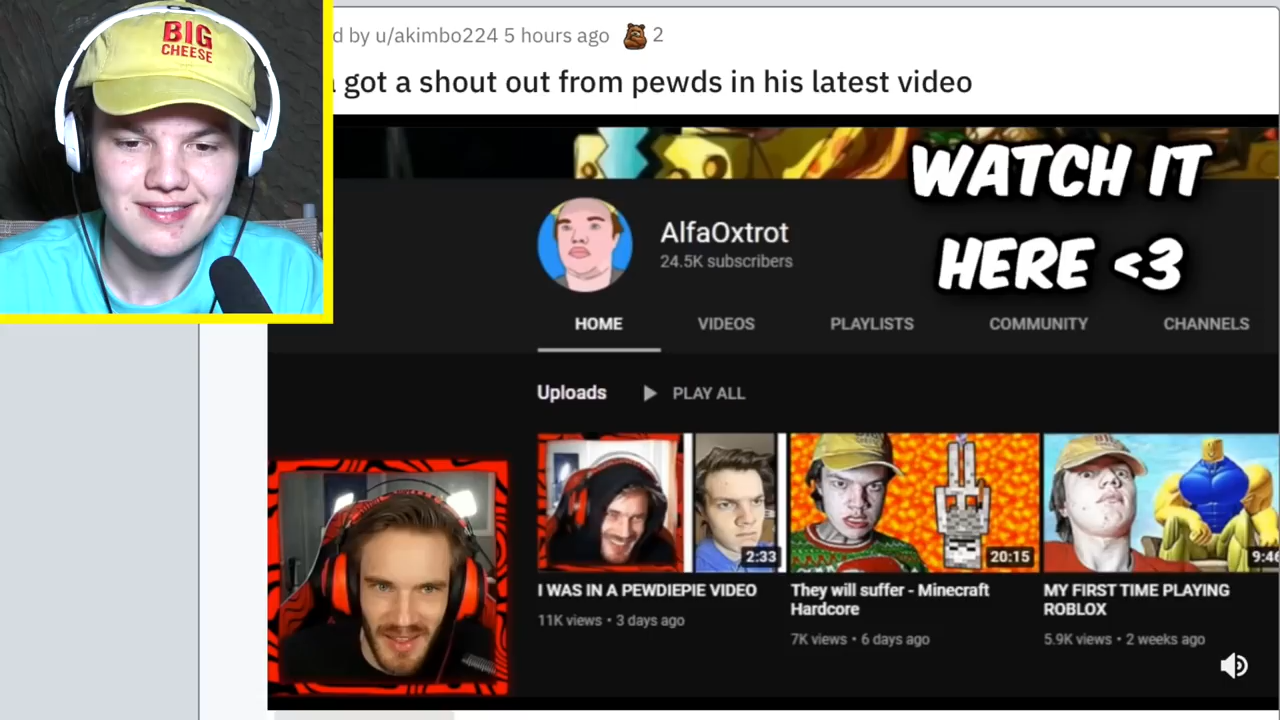 BIG
CHEESE
d by u/akimbo224 5 hours ago 2
got a shout out from pewds in his latest video
WATCH IT
HERE <3
AlfaOxtrot
24.5K subscribers
HOME VIDEOS PLAYLISTS COMMUNITY CHANNELS
Uploads PLAY ALL
2:33 20:15 9:46
I WAS IN A PEWDIEPIE VIDEO
11K views • 3 days ago
They will suffer - Minecraft
Hardcore
7K views • 6 days ago
MY FIRST TIME PLAYING
ROBLOX
5.9K views • 2 weeks ago